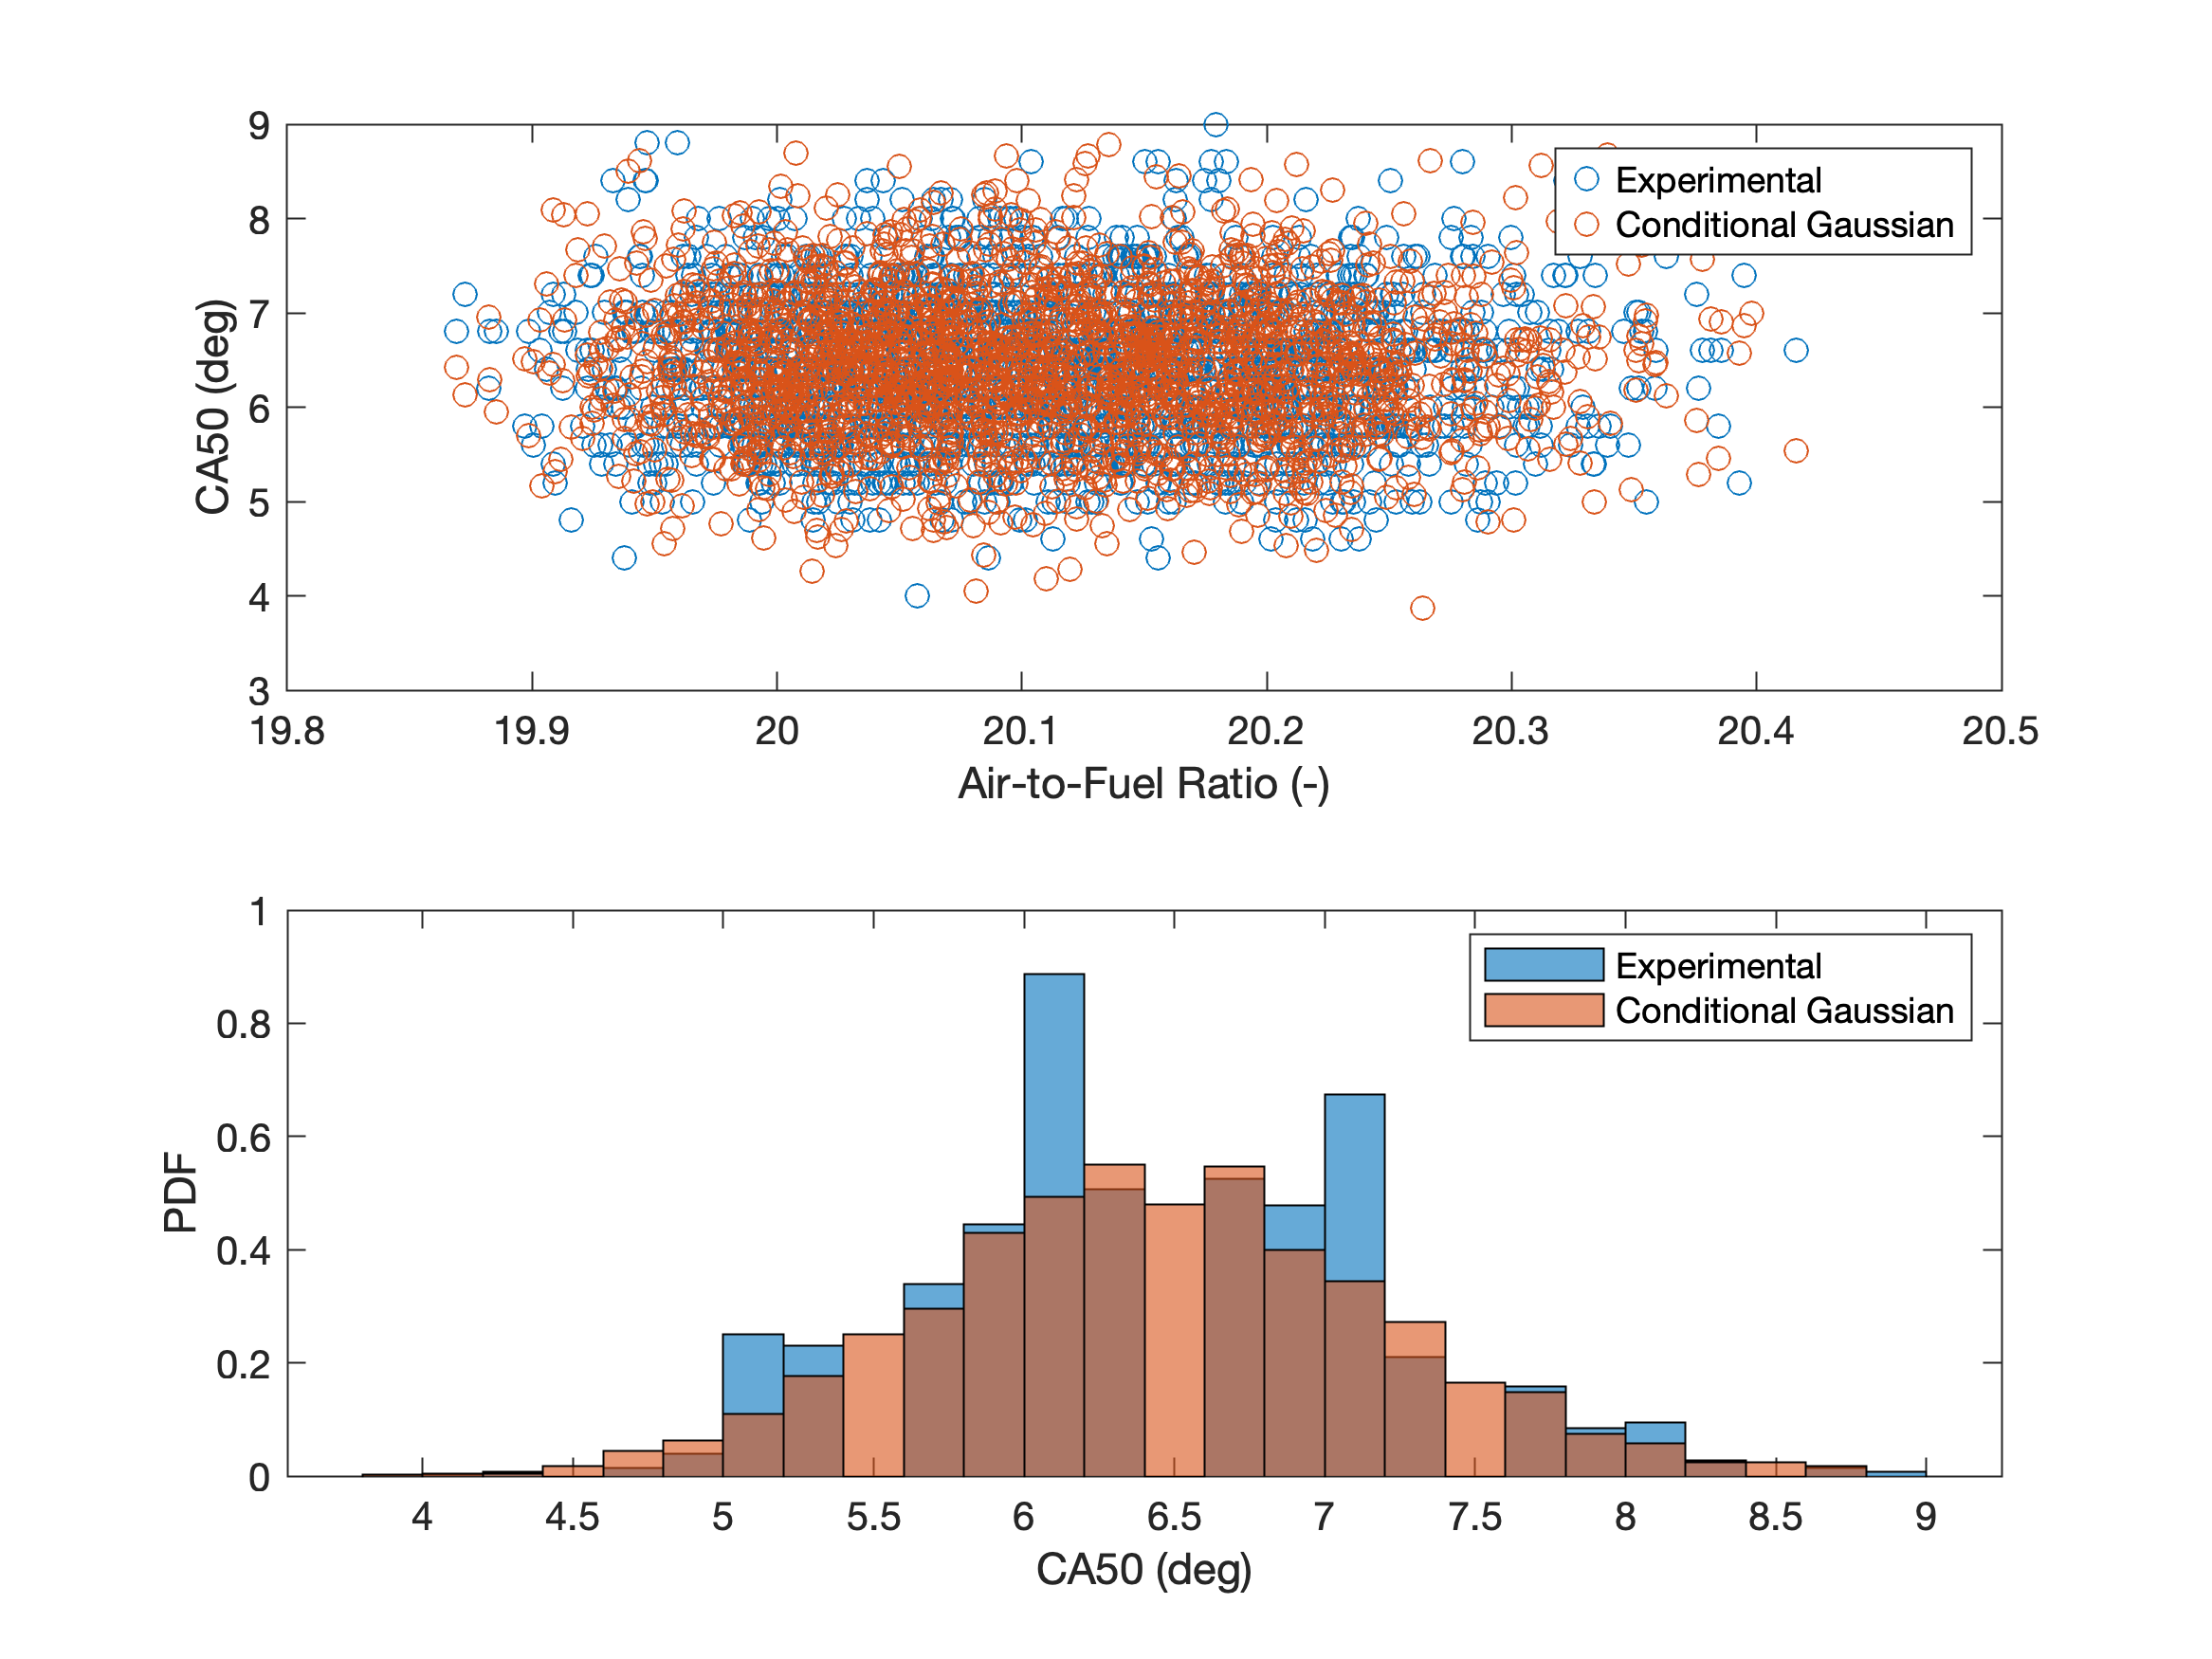 9
8
7
6
5
4
3
CA50 (deg)
Experimental
Conditional Gaussian
19.8 19.9 20 20.1 20.2 20.3 20.4 20.5
Air-to-Fuel Ratio (-)
1
0.8
0.6
0.4
0.2
0
PDF
Experimental
Conditional Gaussian
4 4.5 5 5.5 6 6.5 7 7.5 8 8.5 9
CA50 (deg)